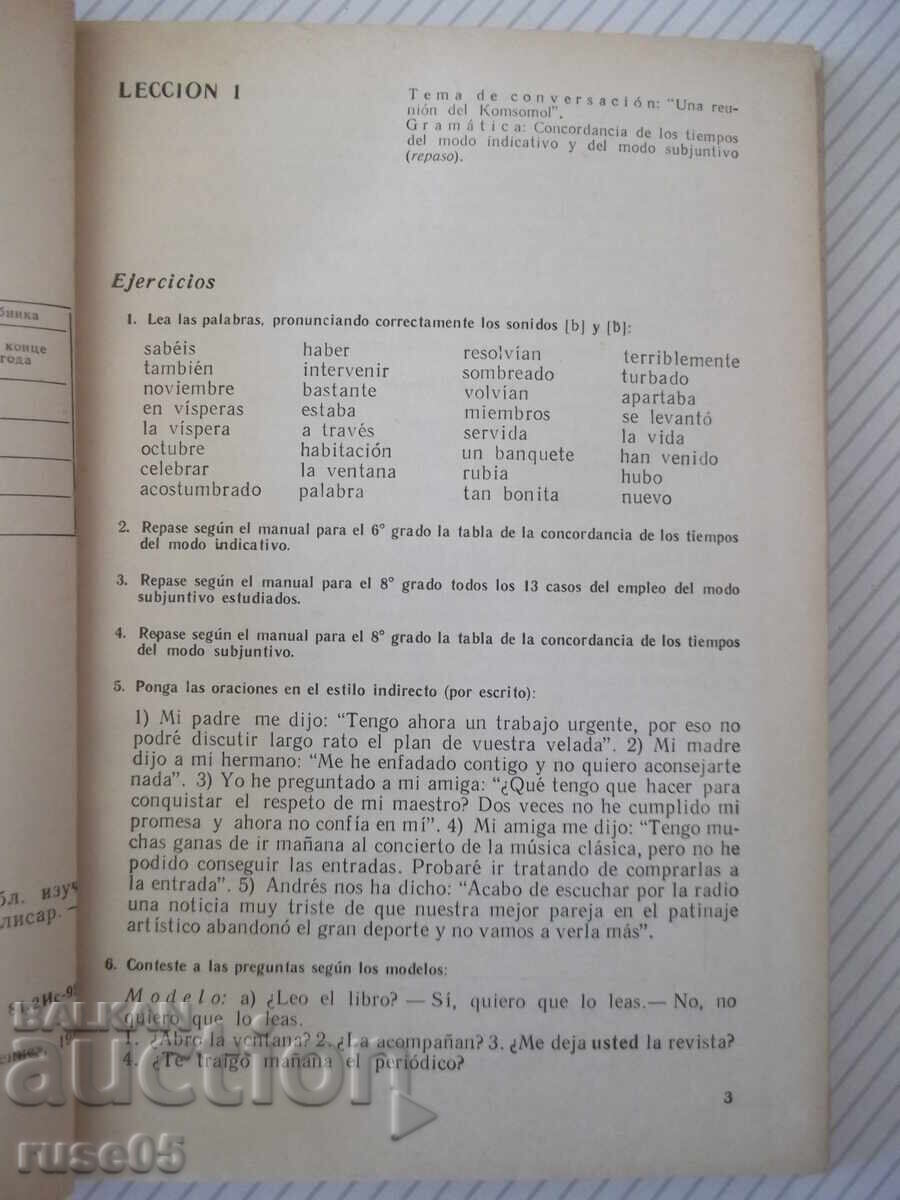 LECCION 1
Tema de conversación: "Una reu-
nión del Komsomol".
Gramática: Concordancia de los tiempos
del modo indicativo y del modo subjuntivo
(repaso).
Ejercicios
1. Lea las palabras, pronunciando correctamente los sonidos [b] y [ƀ]:
sabéis haber resolvían terriblemente
también intervenir sombreado turbado
noviembre bastante volvían apartaba
en vísperas estaba miembros se levantó
la víspera a través servida la vida
octubre habitación un banquete han venido
celebrar la ventana rubia hubo
acostumbrado palabra tan bonita nuevo
2. Repase según el manual para el 6° grado la tabla de la concordancia de los tiempos
del modo indicativo.
3. Repase según el manual para el 8° grado todos los 13 casos del empleo del modo
subjuntivo estudiados.
4. Repase según el manual para el 8° grado la tabla de la concordancia de los tiempos
del modo subjuntivo.
5. Ponga las oraciones en el estilo indirecto (por escrito):
1) Mi padre me dijo: “Tengo ahora un trabajo urgente, por eso no
podré discutir largo rato el plan de vuestra velada”. 2) Mi madre
dijo a mi hermano: “Me he enfadado contigo y no quiero aconsejarte
nada”. 3) Yo he preguntado a mi amiga: “¿Qué tengo que hacer para
conquistar el respeto de mi maestro? Dos veces no he cumplido mi
promesa y ahora no confía en mí”. 4) Mi amiga me dijo: “Tengo mu-
chas ganas de ir mañana al concierto de la música clásica, pero no he
podido conseguir las entradas. Probaré ir tratando de comprarlas a
la entrada”. 5) Andrés nos ha dicho: “Acabo de escuchar por la radio
una noticia muy triste de que nuestra mejor pareja en el patinaje
artístico abandonó el gran deporte y no vamos a verla más”.
6. Conteste a las preguntas según los modelos:
Modelo: a) ¿Leo el libro? — Sí, quiero que lo leas.— No, no
quiero que lo leas.
1. ¿Abro la ventana? 2. ¿La acompañan? 3. ¿Me deja usted la revista?
4. ¿Te traigo mañana el periódico?
3
конце
года
BALKAN
auction
ruse05